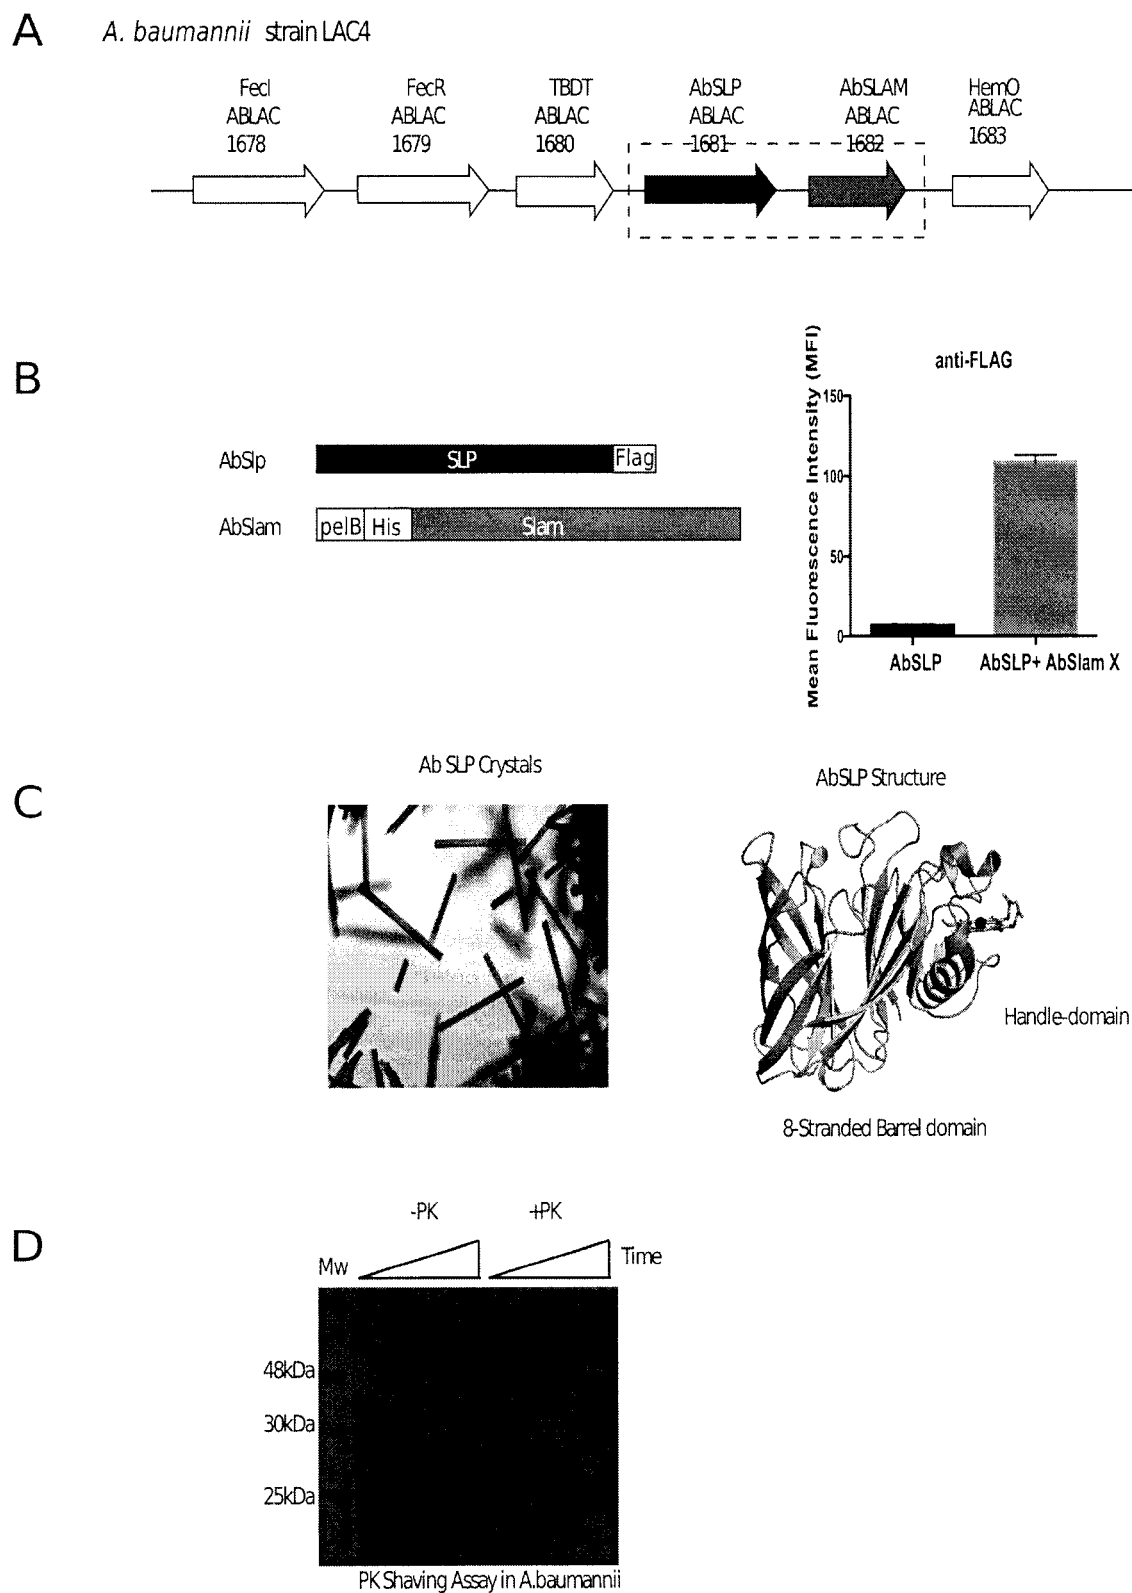 A
A. baumannii strain LAC4
FecI
ABLAC
1678
FecR
ABLAC
1679
TBDT
ABLAC
1680
AbSLP
ABLAC
1681
AbSLAM
ABLAC
1682
HemO
ABLAC
1683
B
AbSlp
SLP
Flag
AbSlam
pelB
His
Slam
anti-FLAG
Mean Fluorescence Intensity (MFI)
150
100
50
0
AbSLP
AbSLP+ AbSlam X
C
Ab SLP Crystals
AbSLP Structure
Handle-domain
8-Stranded Barrel domain
D
-PK
+PK
Mw
Time
48kDa
30kDa
25kDa
PK Shaving Assay in A.baumannii